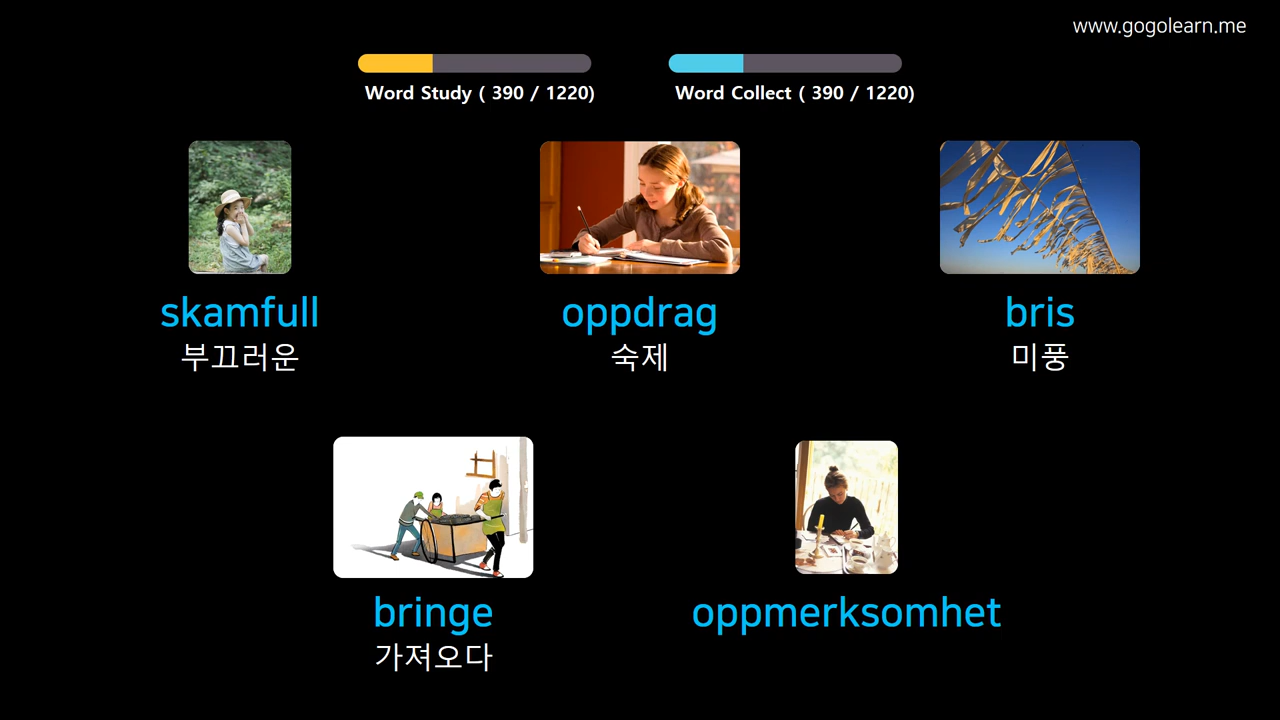 www.gogolearn.me
Word Study ( 390 / 1220)
Word Collect ( 390 / 1220)
skamfull
부끄러운
oppdrag
숙제
bris
미풍
bringe
가져오다
oppmerksomhet